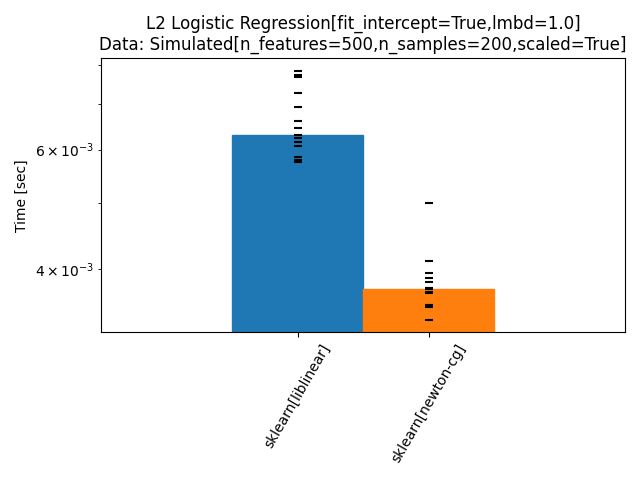 L2 Logistic Regression[fit_intercept=True,lmbd=1.0]
Data: Simulated[n_features=500,n_samples=200,scaled=True]
Time [sec]
6 × 10⁻³
4 × 10⁻³
sklearn[liblinear]
sklearn[newton-cg]